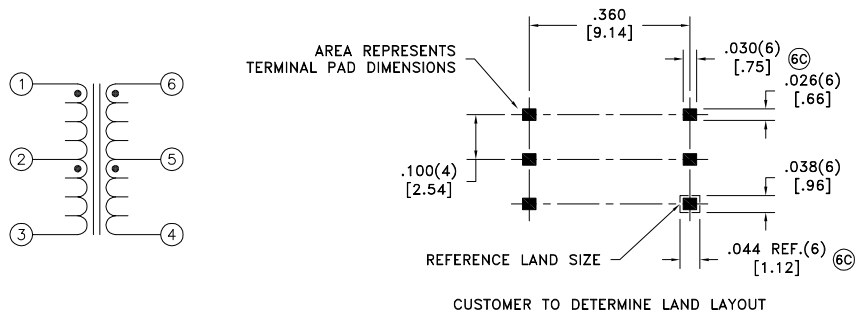 1
6
2
5
3
4
.360
[9.14]
AREA REPRESENTS
TERMINAL PAD DIMENSIONS
.030(6)
[.75]
6C
.026(6)
[.66]
.100(4)
[2.54]
.038(6)
[.96]
REFERENCE LAND SIZE
.044 REF.(6)
[1.12]
6C
CUSTOMER TO DETERMINE LAND LAYOUT